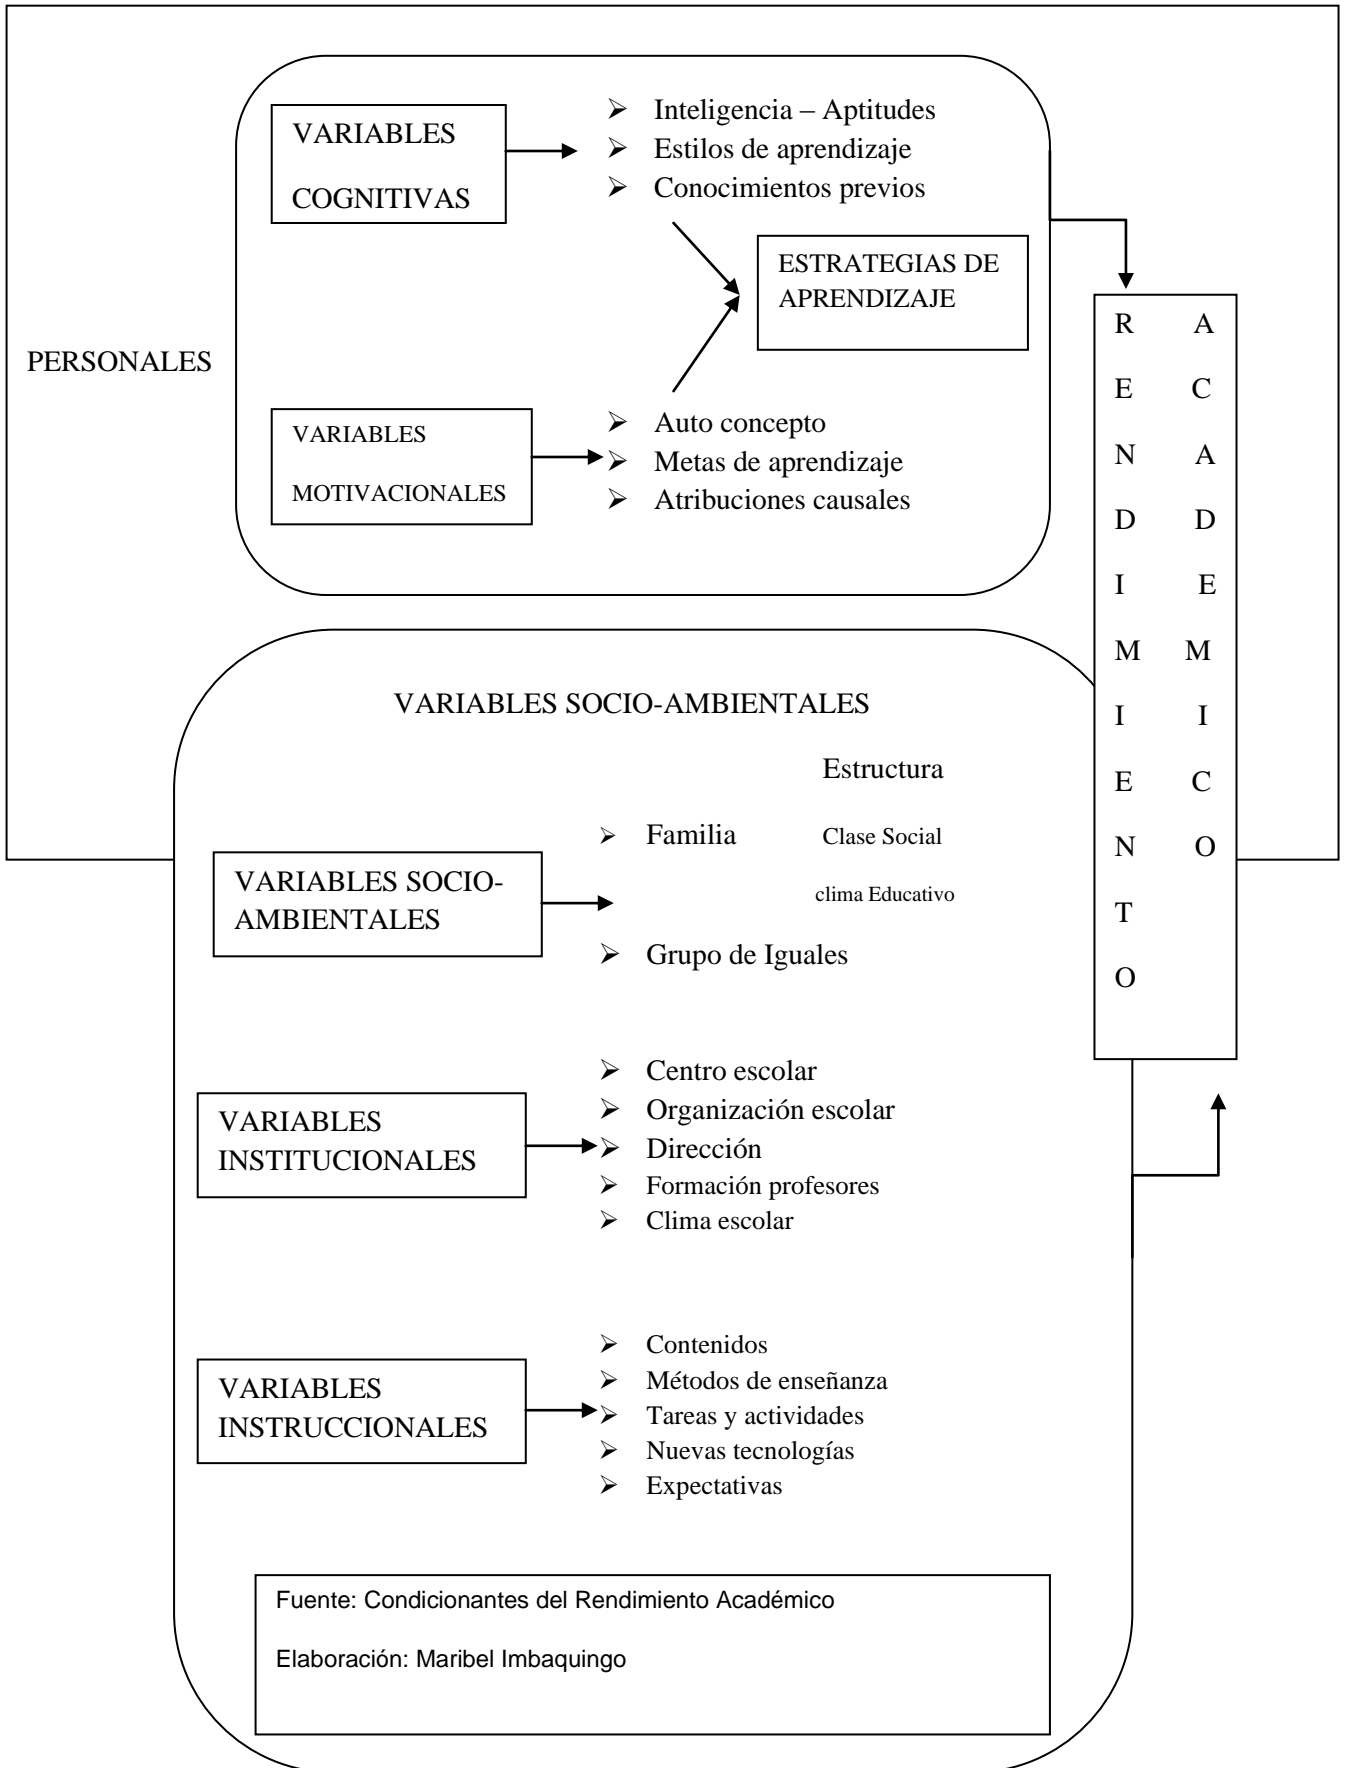 VARIABLES
COGNITIVAS
➢ Inteligencia – Aptitudes
➢ Estilos de aprendizaje
➢ Conocimientos previos
ESTRATEGIAS DE
APRENDIZAJE
PERSONALES
VARIABLES
MOTIVACIONALES
➢ Auto concepto
➢ Metas de aprendizaje
➢ Atribuciones causales
R A
E C
N A
D D
I E
M M
I I
E C
N O
T
O
VARIABLES SOCIO-AMBIENTALES
Estructura
➢ Familia Clase Social
clima Educativo
VARIABLES SOCIO-
AMBIENTALES
➢ Grupo de Iguales
VARIABLES
INSTITUCIONALES
➢ Centro escolar
➢ Organización escolar
➢ Dirección
➢ Formación profesores
➢ Clima escolar
VARIABLES
INSTRUCCIONALES
➢ Contenidos
➢ Métodos de enseñanza
➢ Tareas y actividades
➢ Nuevas tecnologías
➢ Expectativas
Fuente: Condicionantes del Rendimiento Académico
Elaboración: Maribel Imbaquingo